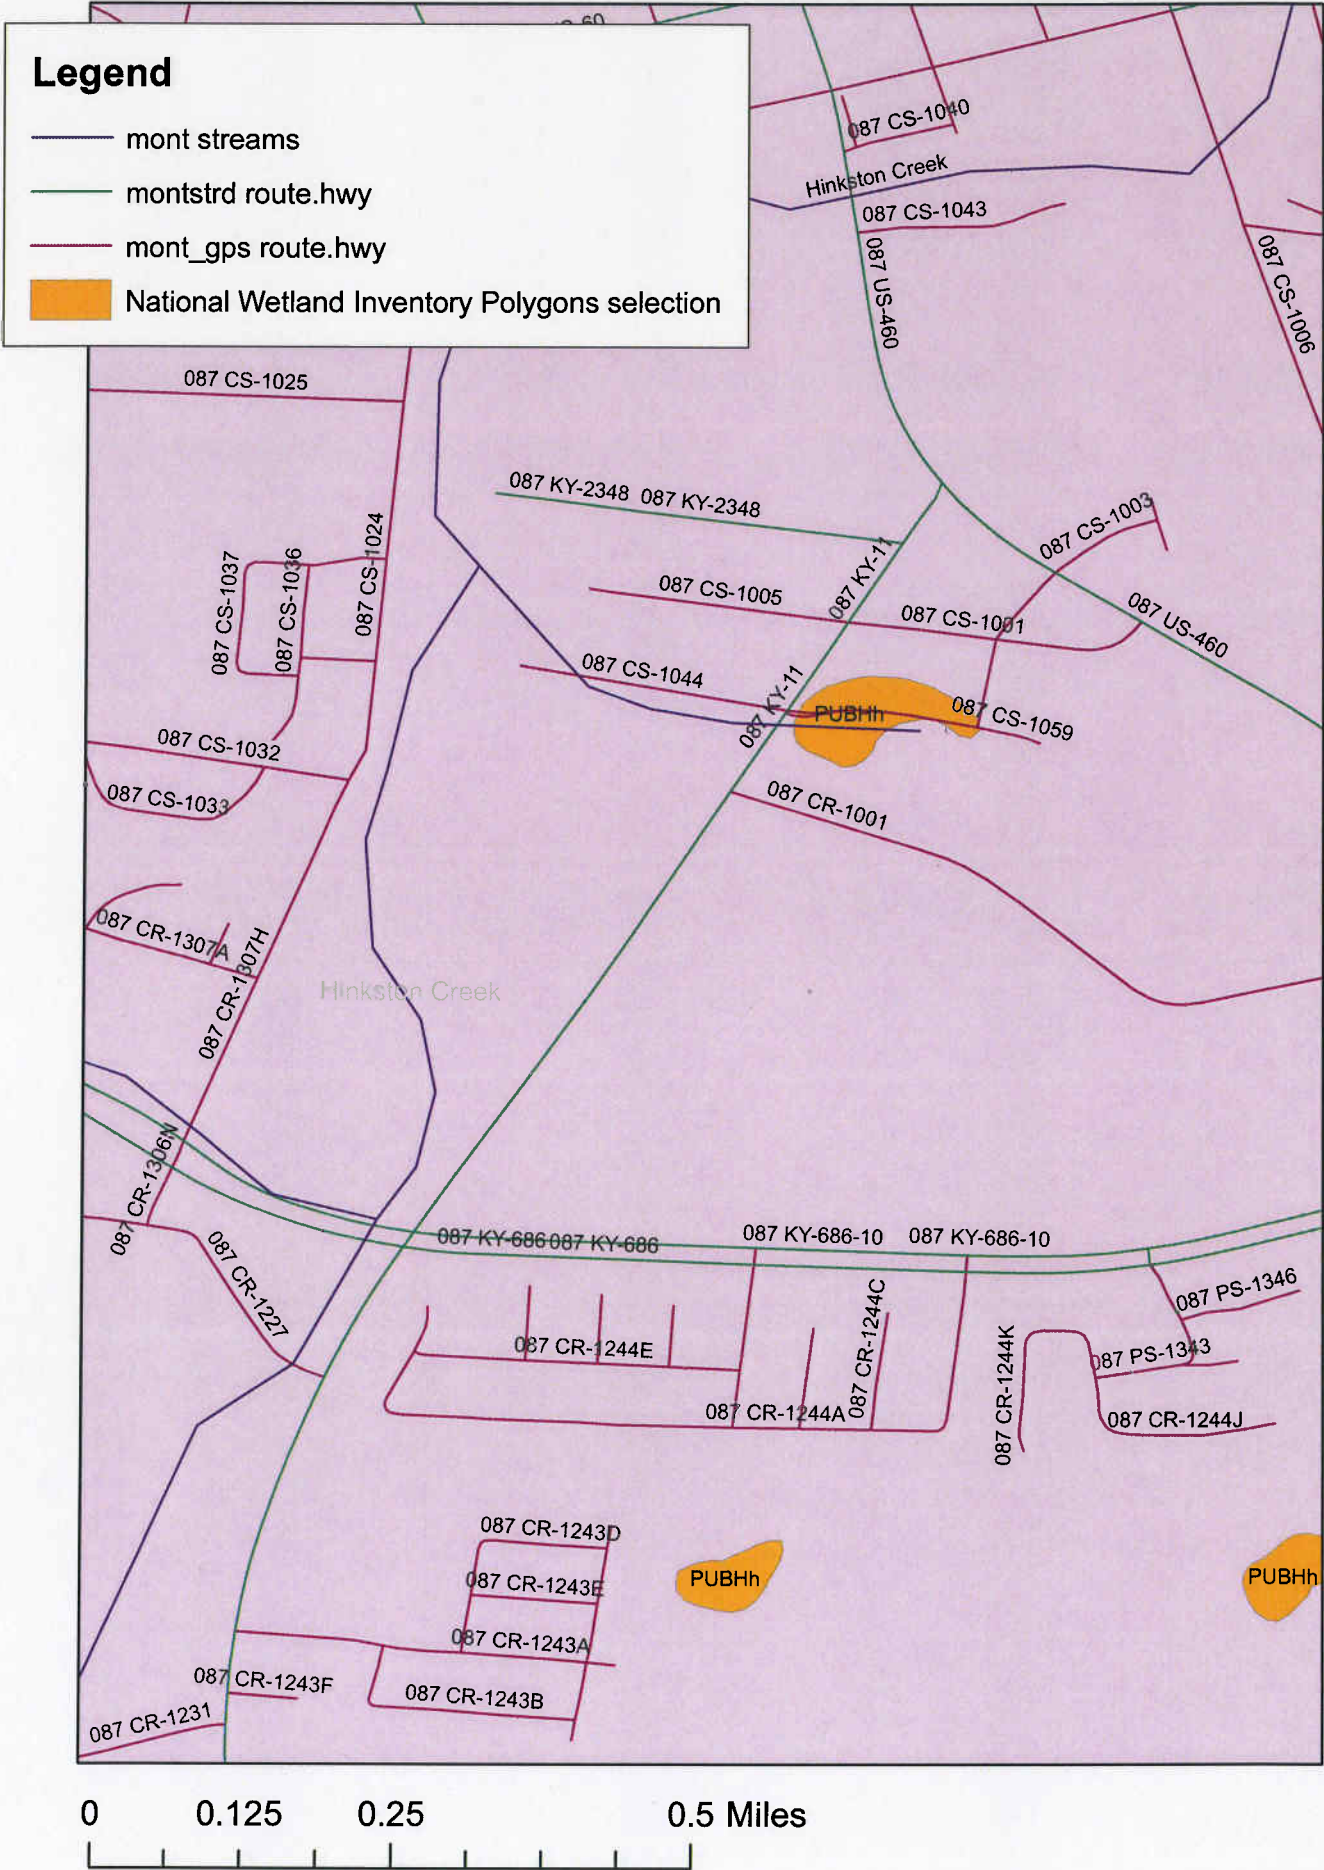 Legend
mont streams
montstrd route.hwy
mont_gps route.hwy
National Wetland Inventory Polygons selection
087 CS-1040
Hinkston Creek
087 CS-1043
087 US-460
087 CS-1006
087 CS-1025
087 KY-2348 087 KY-2348
087 CS-1003
087 CS-1024
087 CS-1037
087 CS-1036
087 KY-11
087 CS-1005
087 CS-1001
087 US-460
087 CS-1044
087 KY-11
PUBHh
087 CS-1059
087 CS-1032
087 CS-1033
087 CR-1001
087 CR-1307A
087 CR-1307H
Hinkston Creek
087 CR-1306N
087 CR-1227
087 KY-686 087 KY-686
087 KY-686-10 087 KY-686-10
087 PS-1346
087 CR-1244E
087 CR-1244C
087 CR-1244K
087 PS-1343
087 CR-1244A
087 CR-1244J
087 CR-1243D
087 CR-1243E
PUBHh
PUBHh
087 CR-1243A
087 CR-1243F
087 CR-1243B
087 CR-1231
0 0.125 0.25 0.5 Miles